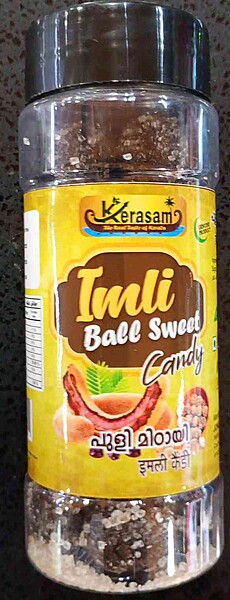 Kerasam
The Real Taste of Kerala
Imli
Ball Sweet
Candy
പുളി മിഠായി
इमली कैंडी